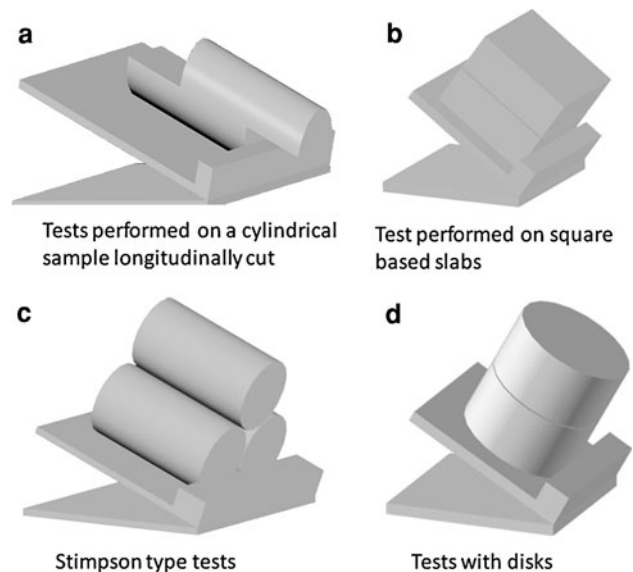 a
Tests performed on a cylindrical
sample longitudinally cut
b
Test performed on square
based slabs
c
Stimpson type tests
d
Tests with disks